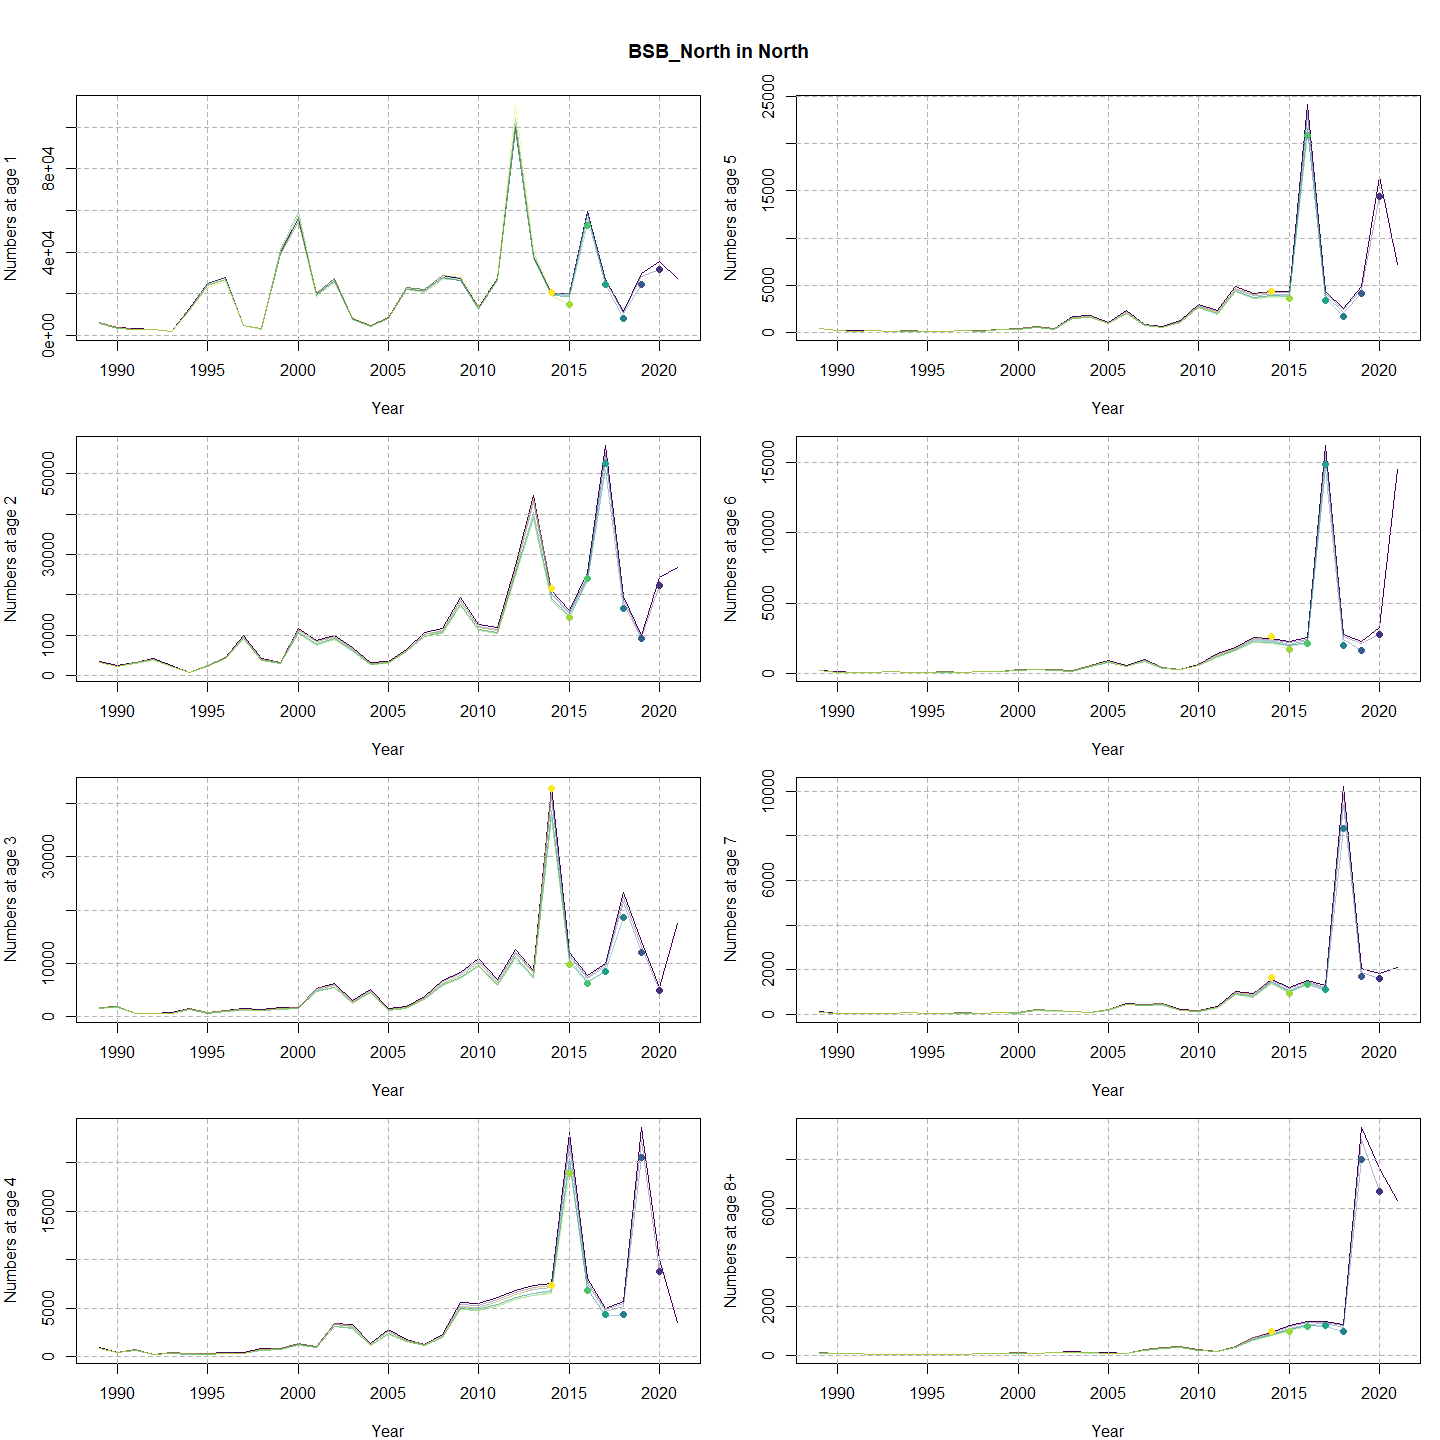 BSB_North in North
Numbers at age 1
0e+00 4e+04 8e+04
1990 1995 2000 2005 2010 2015 2020
Year
Numbers at age 5
0 5000 15000 25000
1990 1995 2000 2005 2010 2015 2020
Year
Numbers at age 2
0 10000 30000 50000
1990 1995 2000 2005 2010 2015 2020
Year
Numbers at age 6
0 5000 10000 15000
1990 1995 2000 2005 2010 2015 2020
Year
Numbers at age 3
0 10000 30000
1990 1995 2000 2005 2010 2015 2020
Year
Numbers at age 7
0 2000 6000 10000
1990 1995 2000 2005 2010 2015 2020
Year
Numbers at age 4
0 5000 15000
1990 1995 2000 2005 2010 2015 2020
Year
Numbers at age 8+
0 2000 6000
1990 1995 2000 2005 2010 2015 2020
Year